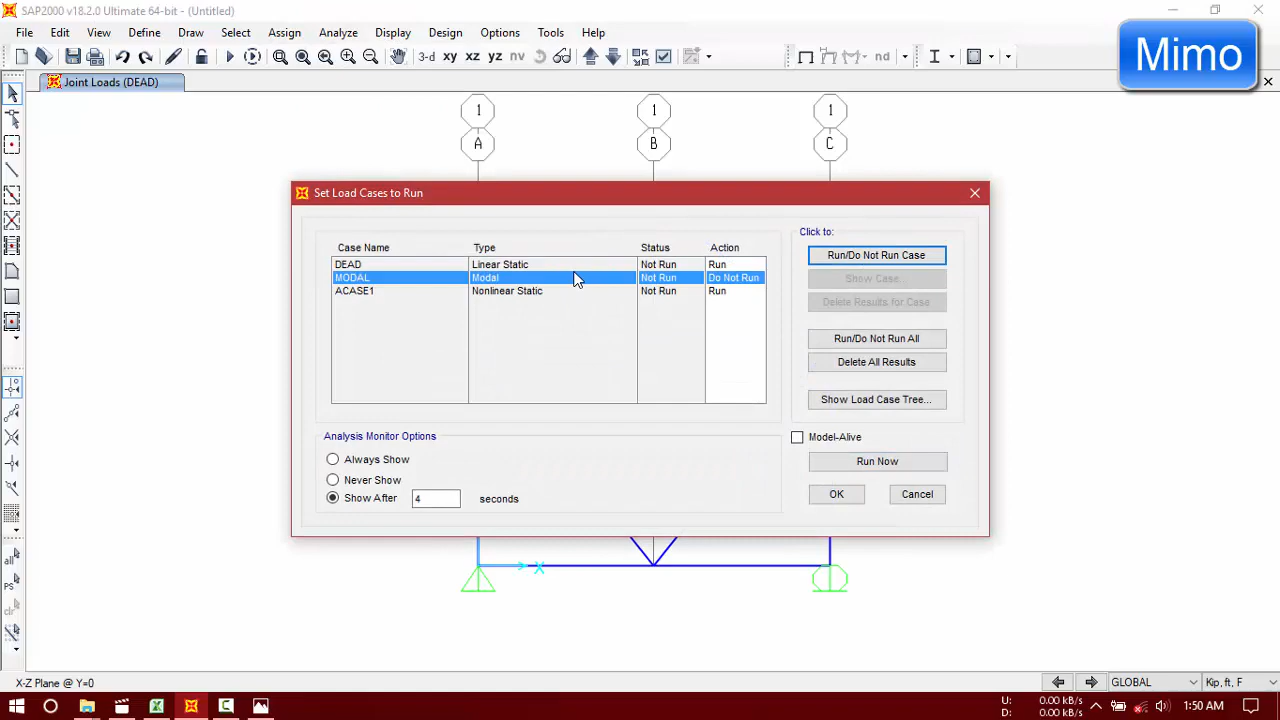 SAP2000 v18.2.0 Ultimate 64-bit - (Untitled)
File Edit View Define Draw Select Assign Analyze Display Design Options Tools Help
3-d xy xz yz nv nd
Mimo
Joint Loads (DEAD)
1 1 1
A B C
Set Load Cases to Run
Click to:
Case Name Type Status Action
Run/Do Not Run Case
DEAD Linear Static Not Run Run
MODAL Modal Not Run Do Not Run
Show Case...
ACASE1 Nonlinear Static Not Run Run
Delete Results for Case
Run/Do Not Run All
Delete All Results
Show Load Case Tree...
Analysis Monitor Options
Model-Alive
Always Show
Run Now
Never Show
Show After 4 seconds
OK Cancel
X
all
PS
clr
X-Z Plane @ Y=0
GLOBAL
Kip, ft, F
U: 0.00 kB/s
D: 0.00 kB/s
1:50 AM